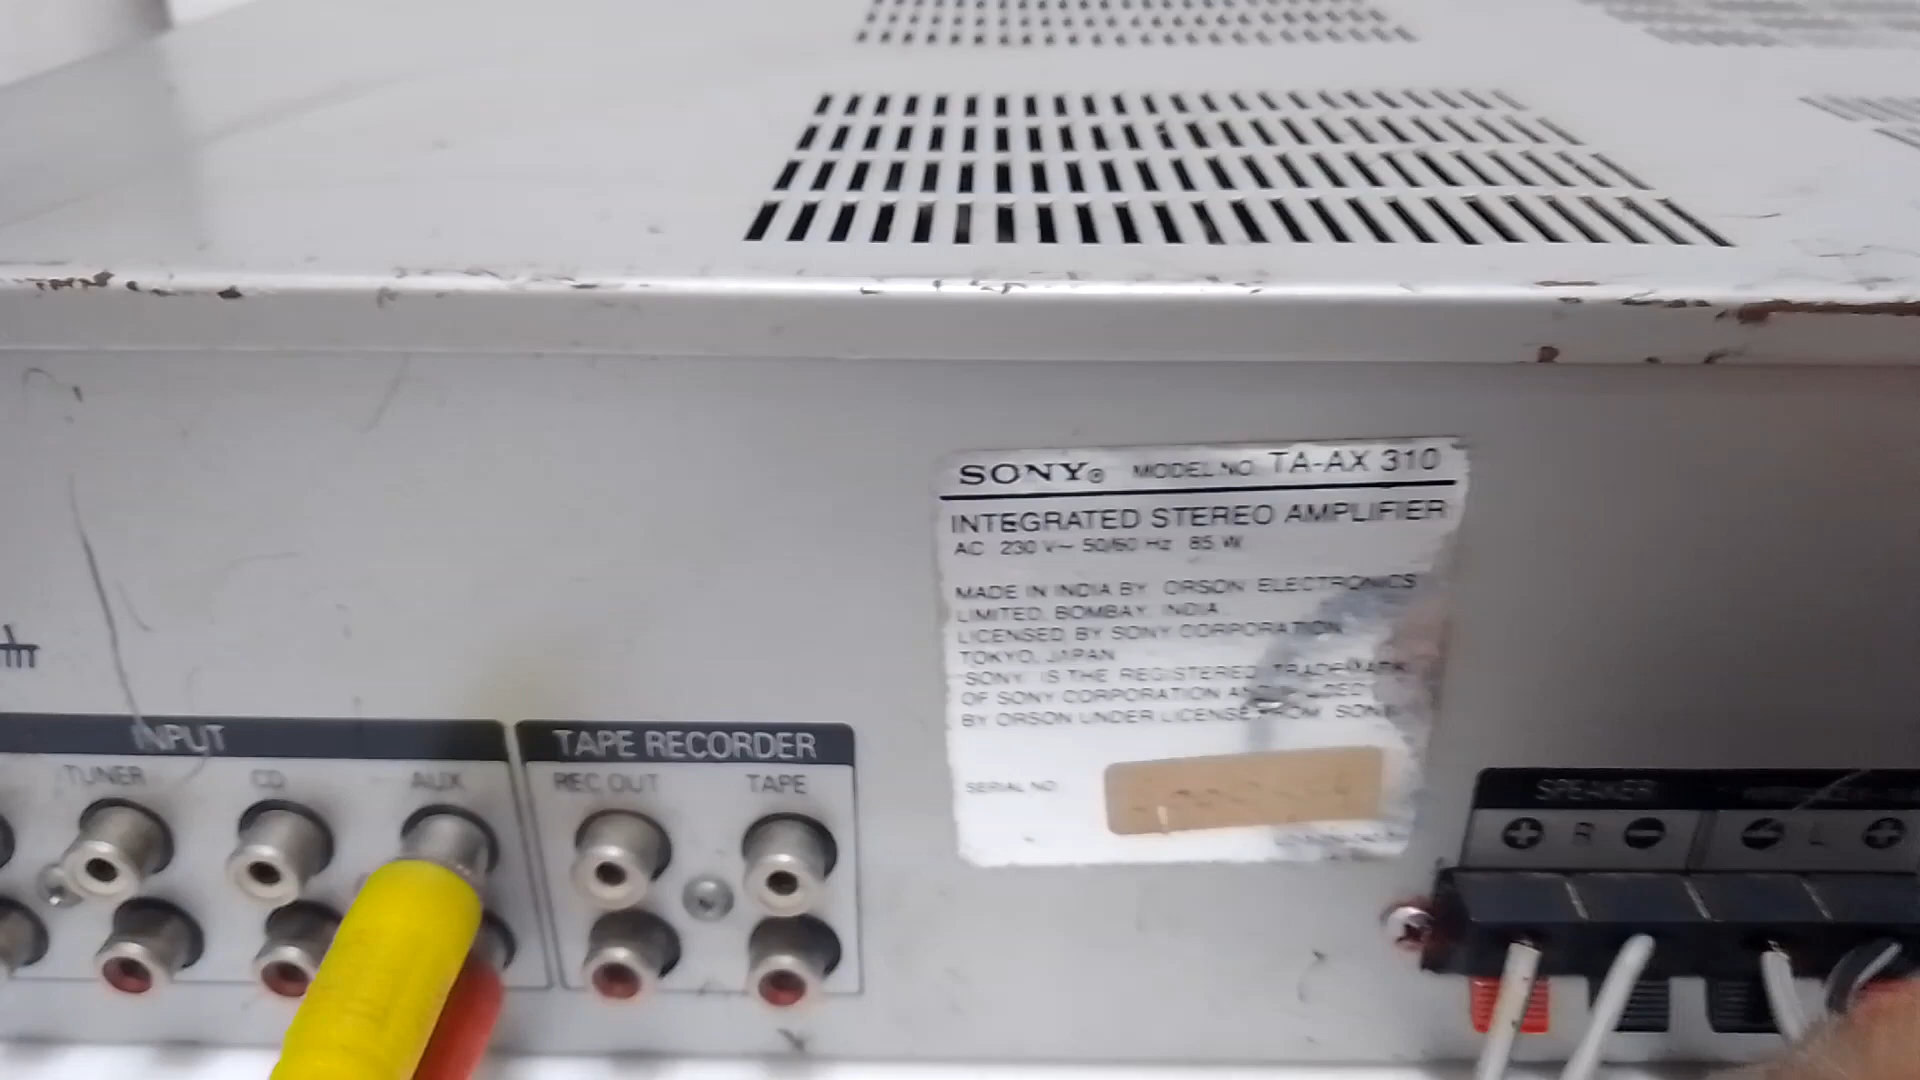 SONY® MODEL NO. TA-AX 310
INTEGRATED STEREO AMPLIFIER
AC 230 V~ 50/60 Hz 85 W
MADE IN INDIA BY ORSON ELECTRONICS
LIMITED, BOMBAY, INDIA.
LICENSED BY SONY CORPORATION
TOKYO, JAPAN
SONY IS THE REGISTERED TRADEMARK
OF SONY CORPORATION AND
BY ORSON UNDER LICENSE FROM SONY
SERIAL NO.
INPUT
TUNER CD AUX
TAPE RECORDER
REC OUT TAPE
SPEAKER
+ R - - L +